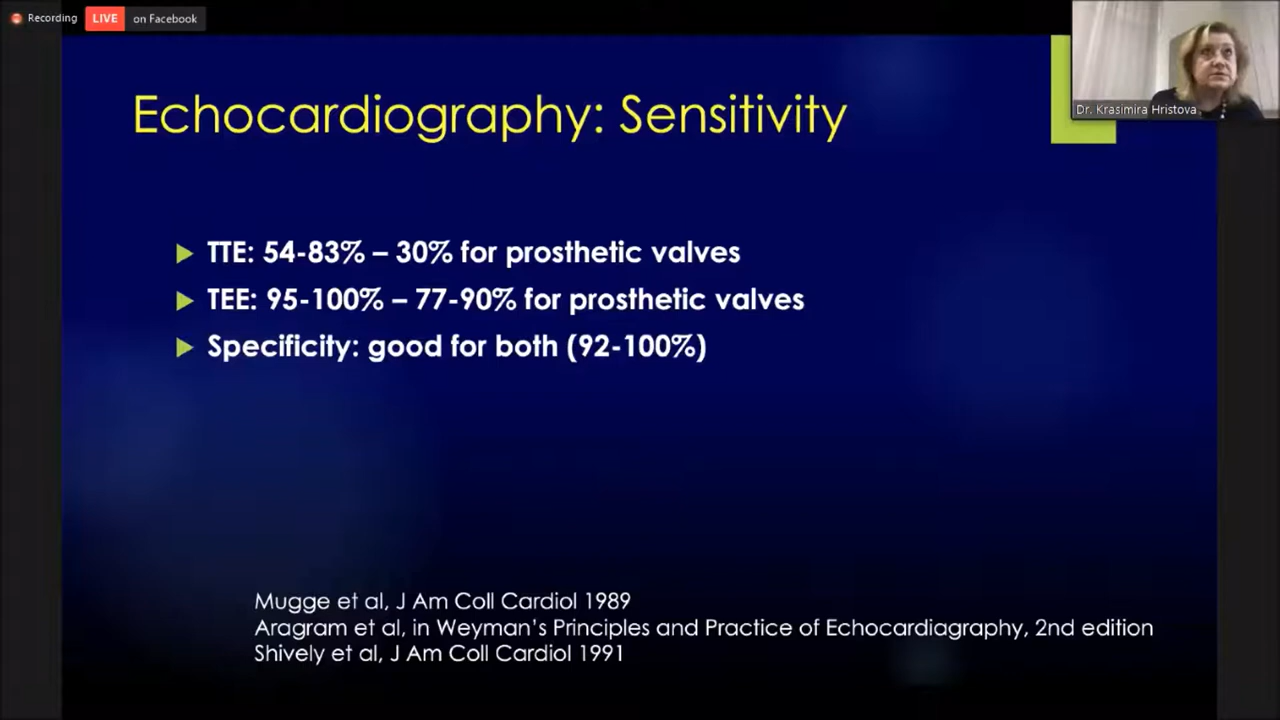 Recording
LIVE on Facebook
Dr. Krasimira Hristova
Echocardiography: Sensitivity
TTE: 54-83% – 30% for prosthetic valves
TEE: 95-100% – 77-90% for prosthetic valves
Specificity: good for both (92-100%)
Mugge et al, J Am Coll Cardiol 1989
Aragram et al, in Weyman's Principles and Practice of Echocardiagraphy, 2nd edition
Shively et al, J Am Coll Cardiol 1991